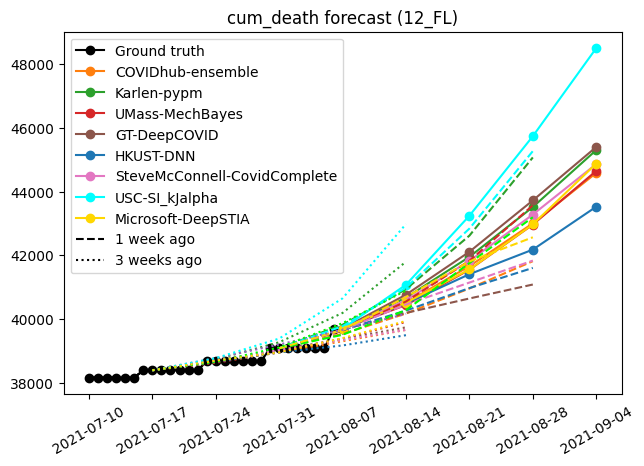 cum_death forecast (12_FL)
Ground truth
COVIDhub-ensemble
Karlen-pypm
UMass-MechBayes
GT-DeepCOVID
HKUST-DNN
SteveMcConnell-CovidComplete
USC-SI_kJalpha
Microsoft-DeepSTIA
1 week ago
3 weeks ago
48000
46000
44000
42000
40000
38000
2021-07-10
2021-07-17
2021-07-24
2021-07-31
2021-08-07
2021-08-14
2021-08-21
2021-08-28
2021-09-04